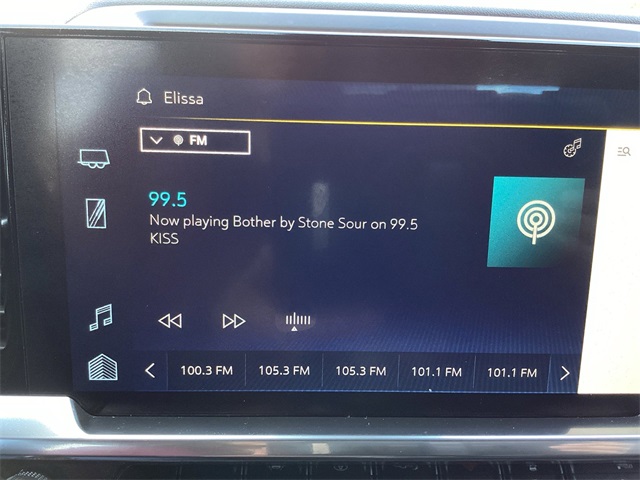 Elissa
FM
99.5
Now playing Bother by Stone Sour on 99.5
KISS
100.3 FM 105.3 FM 105.3 FM 101.1 FM 101.1 FM